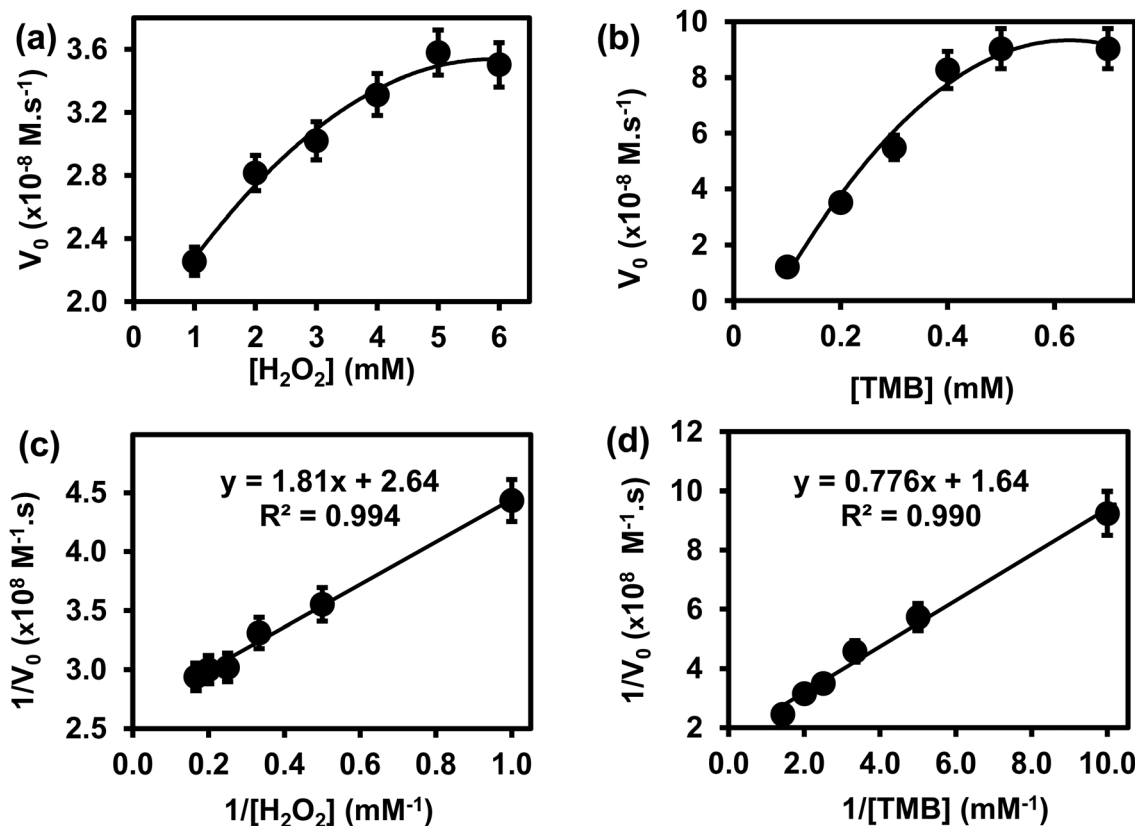 (a)
3.6
3.2
2.8
2.4
2.0
V₀ (x10⁻⁸ M.s⁻¹)
0 1 2 3 4 5 6
[H₂O₂] (mM)
(b)
10
8
6
4
2
0
V₀ (x10⁻⁸ M.s⁻¹)
0 0.2 0.4 0.6
[TMB] (mM)
(c)
4.5
4.0
3.5
3.0
2.5
1/V₀ (x10⁸ M⁻¹.s)
y = 1.81x + 2.64
R² = 0.994
0.0 0.2 0.4 0.6 0.8 1.0
1/[H₂O₂] (mM⁻¹)
(d)
12
10
8
6
4
2
1/V₀ (x10⁸ M⁻¹.s)
y = 0.776x + 1.64
R² = 0.990
0.0 2.0 4.0 6.0 8.0 10.0
1/[TMB] (mM⁻¹)